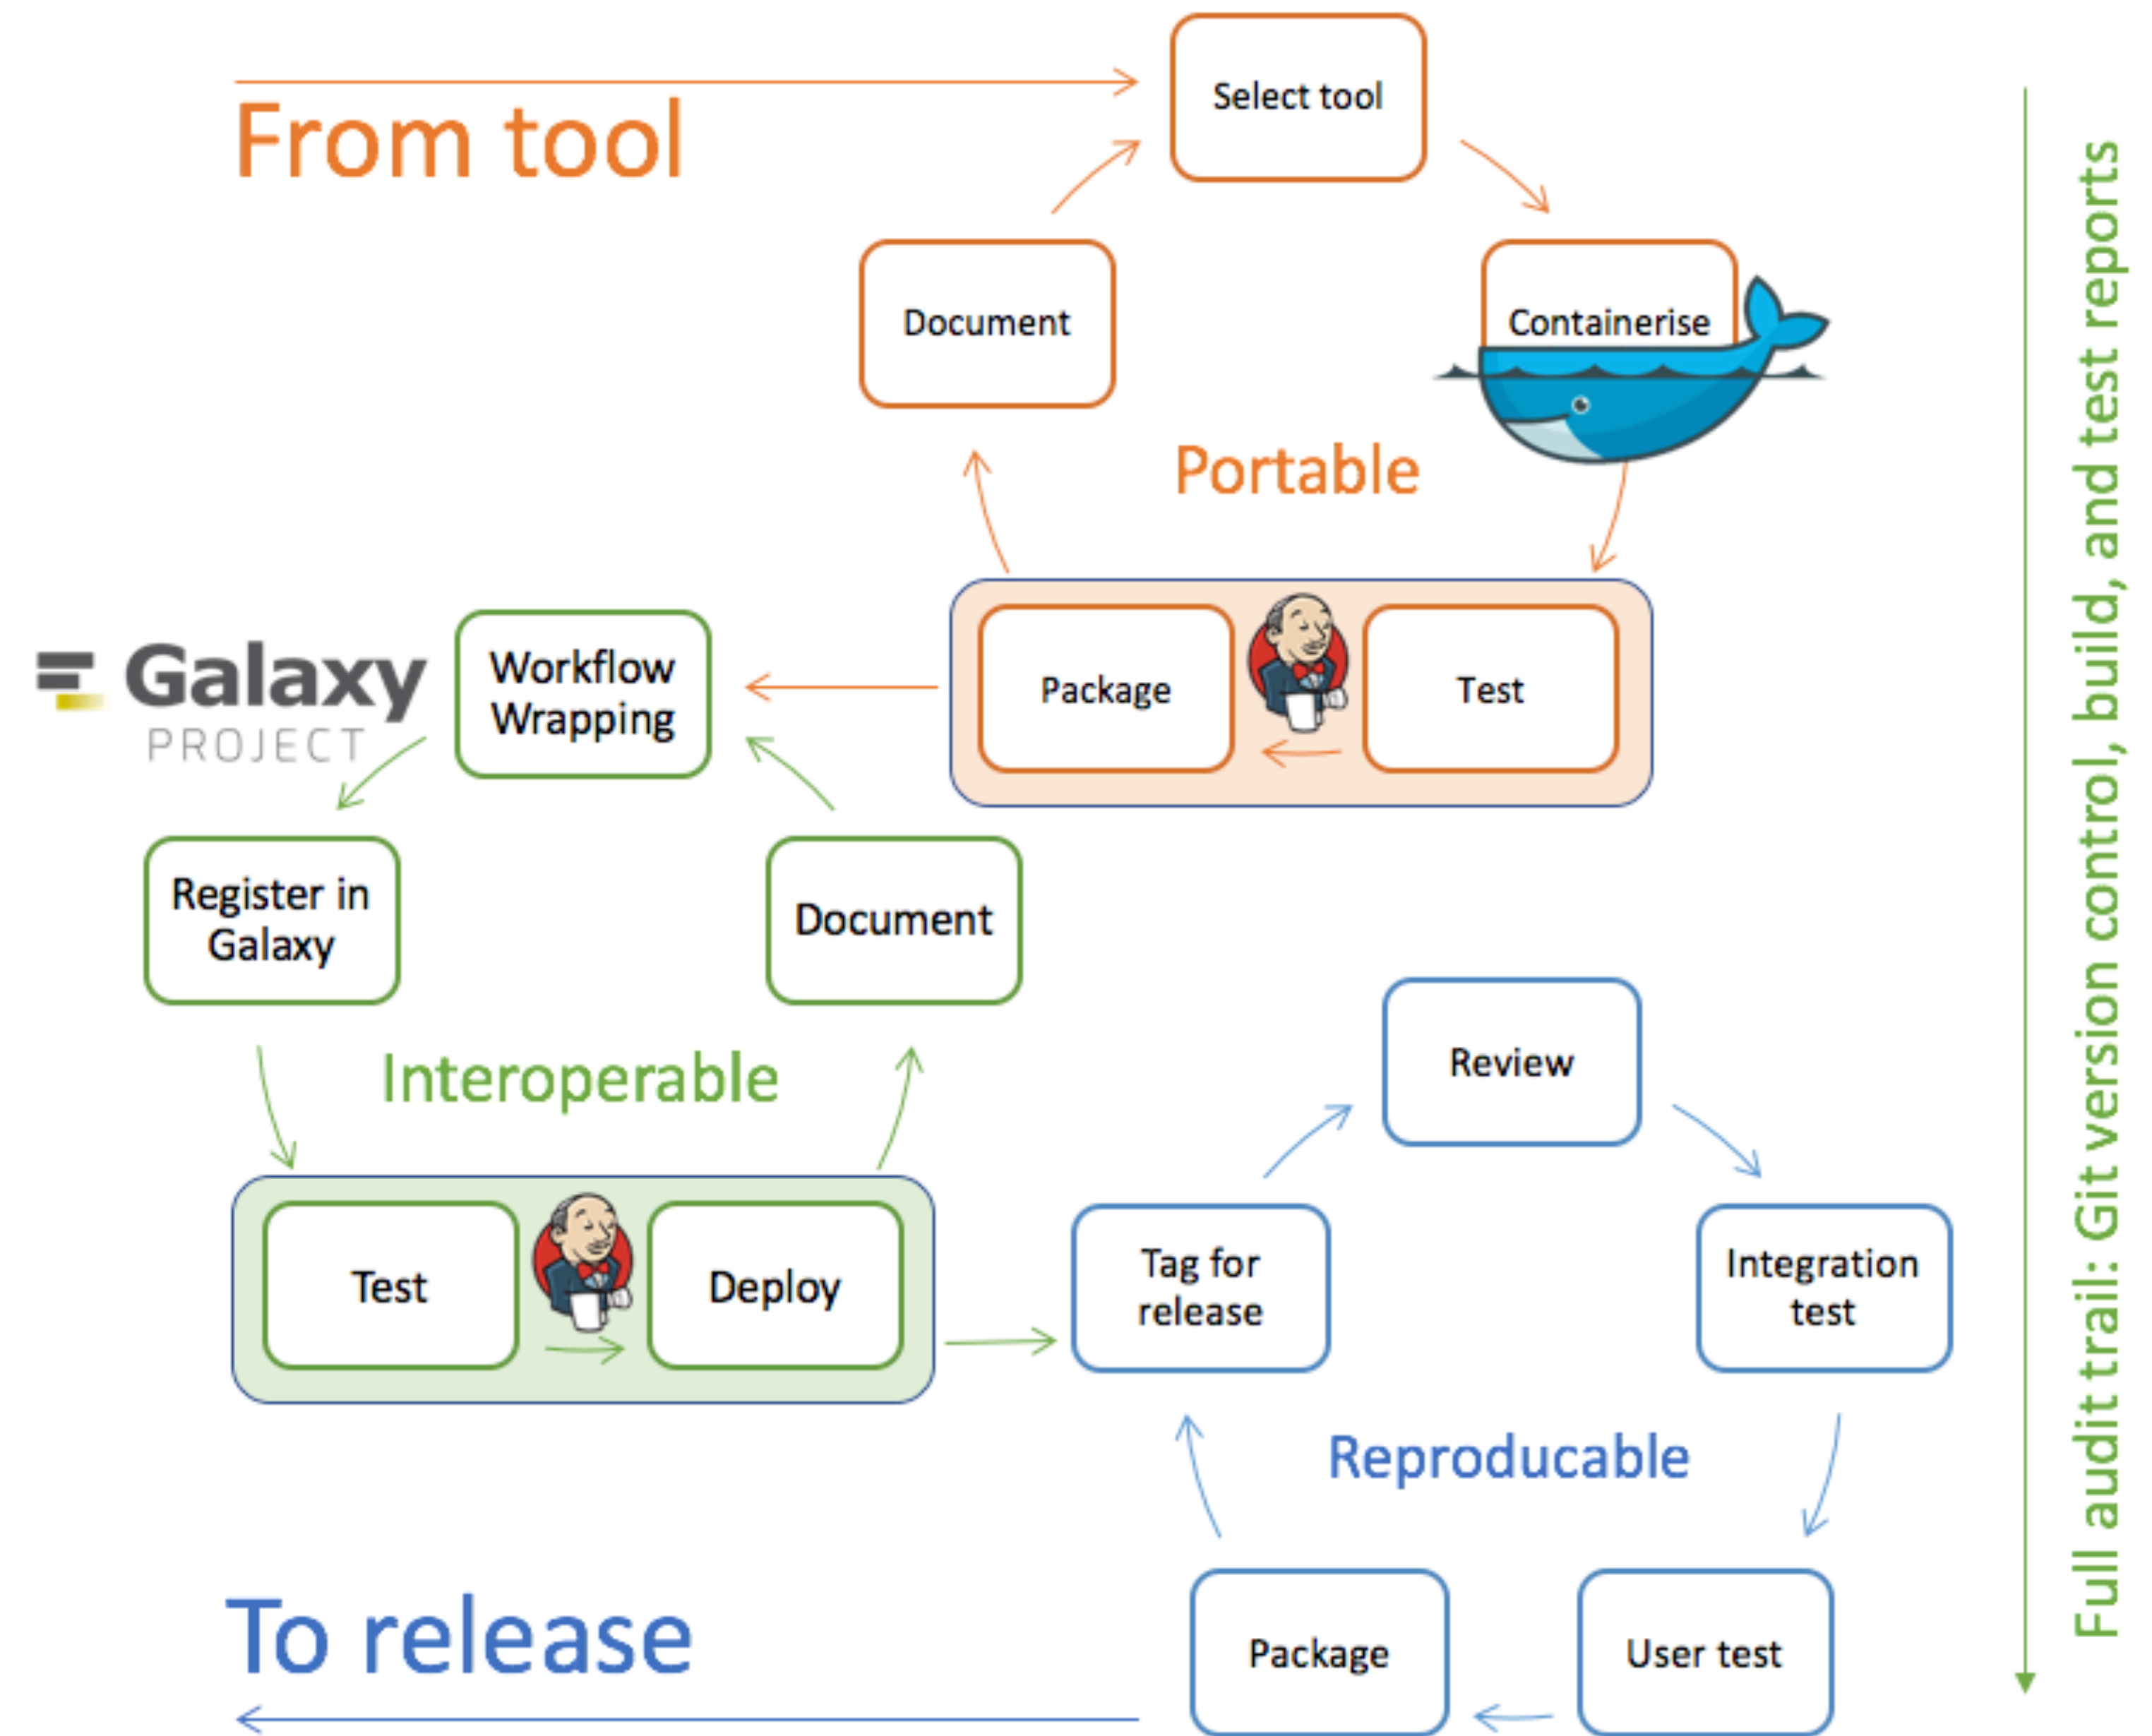 From tool
Select tool
Document
Containerise
Portable
Package
Test
Galaxy
PROJECT
Workflow
Wrapping
Register in
Galaxy
Document
Interoperable
Test
Deploy
Review
Tag for
release
Integration
test
Reproducable
Package
User test
To release
Full audit trail: Git version control, build, and test reports